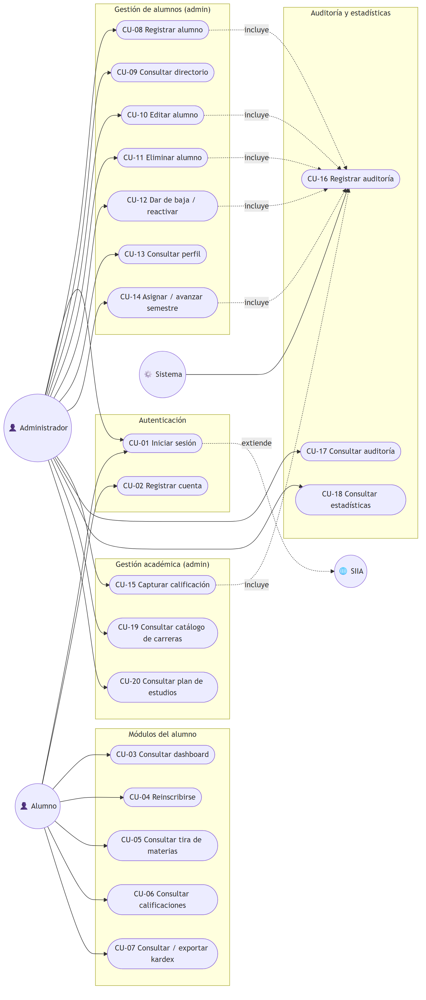 Gestión de alumnos (admin)
CU-08 Registrar alumno
incluye
CU-09 Consultar directorio
CU-10 Editar alumno
incluye
CU-11 Eliminar alumno
incluye
CU-12 Dar de baja /
reactivar
incluye
CU-13 Consultar perfil
CU-14 Asignar / avanzar
semestre
incluye
Auditoría y estadísticas
CU-16 Registrar auditoría
CU-17 Consultar auditoría
CU-18 Consultar
estadísticas
Sistema
Administrador
Autenticación
CU-01 Iniciar sesión
extiende
CU-02 Registrar cuenta
SIIA
Gestión académica (admin)
CU-15 Capturar calificación
incluye
CU-19 Consultar catálogo
de carreras
CU-20 Consultar plan de
estudios
Módulos del alumno
CU-03 Consultar dashboard
CU-04 Reinscribirse
Alumno
CU-05 Consultar tira de
materias
CU-06 Consultar
calificaciones
CU-07 Consultar / exportar
kardex